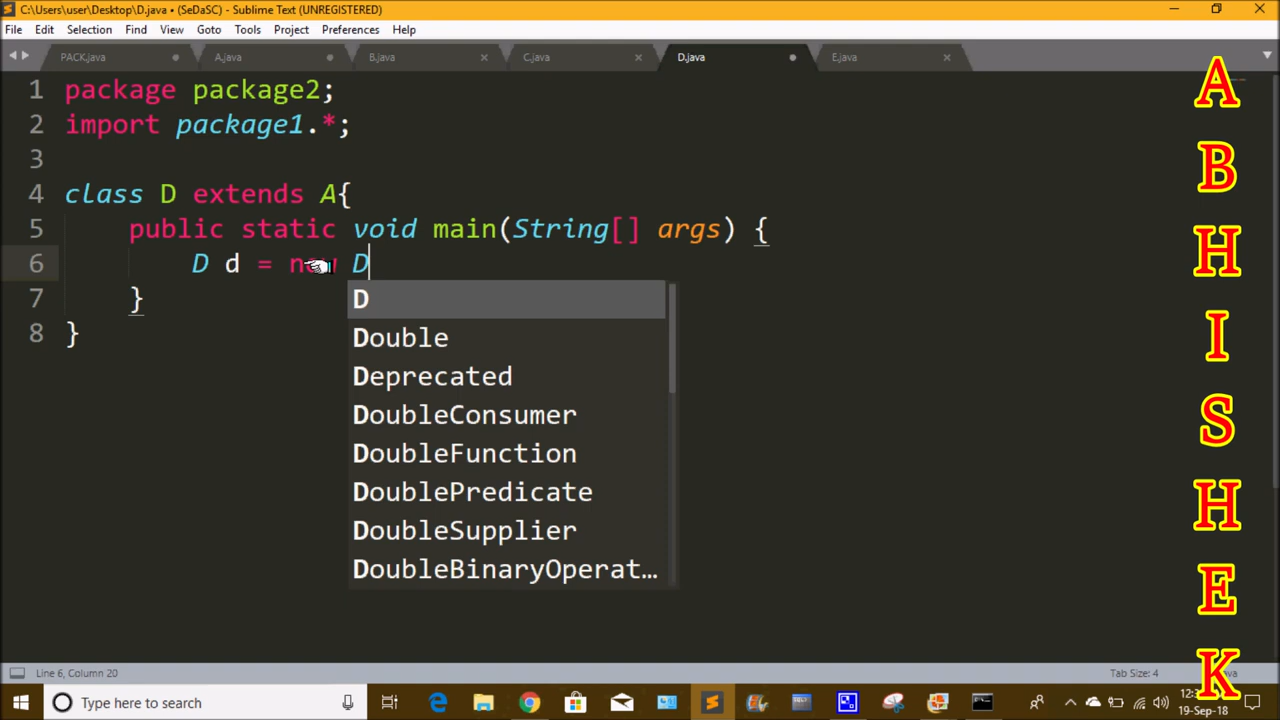 C:\Users\user\Desktop\D.java • (SeDaSC) - Sublime Text (UNREGISTERED)
File Edit Selection Find View Goto Tools Project Preferences Help
PACK.java A.java B.java C.java D.java E.java
1 package package2;
2 import package1.*;
3
4 class D extends A{
5 public static void main(String[] args) {
6 D d = new D
7 }
8 }
D
Double
Deprecated
DoubleConsumer
DoubleFunction
DoublePredicate
DoubleSupplier
DoubleBinaryOperat…
A
B
H
I
S
H
E
K
Line 6, Column 20 Tab Size: 4
Type here to search
19-Sep-18